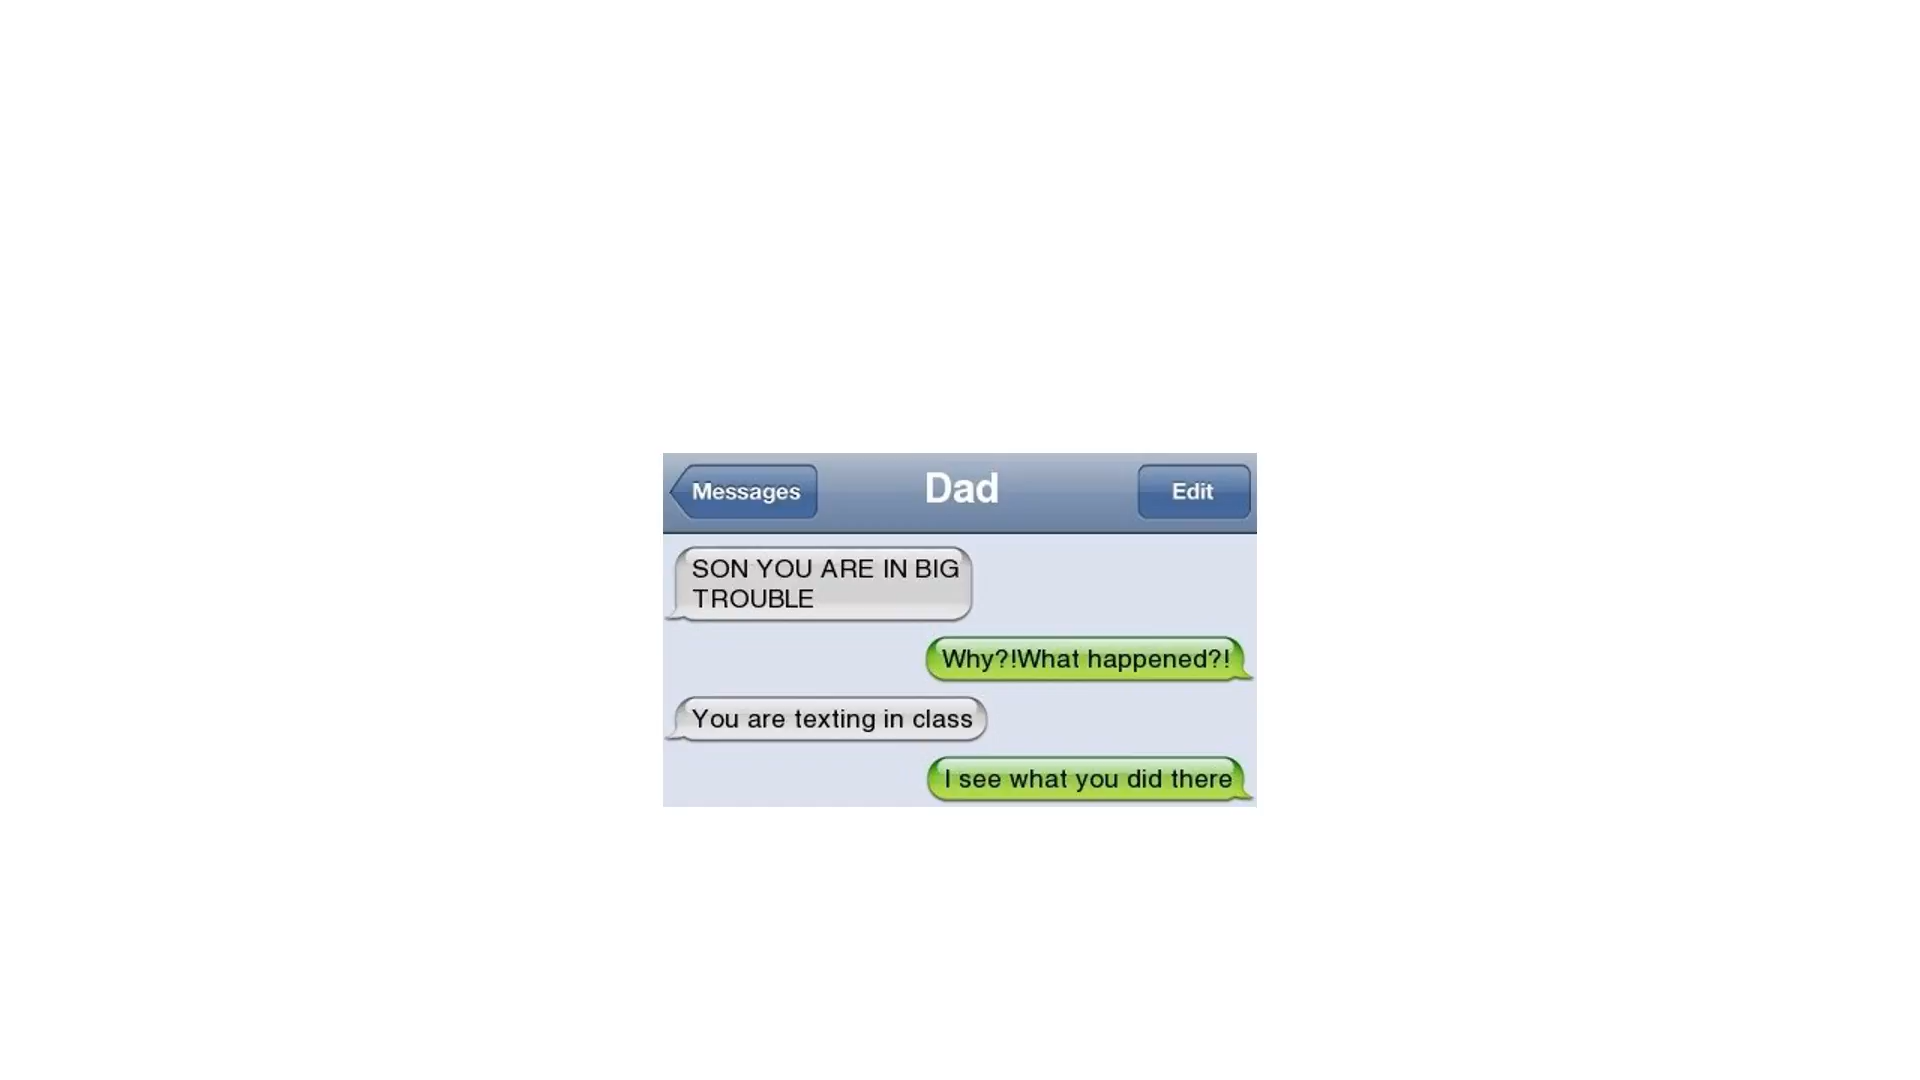 Messages
Dad
Edit
SON YOU ARE IN BIG
TROUBLE
Why?!What happened?!
You are texting in class
I see what you did there